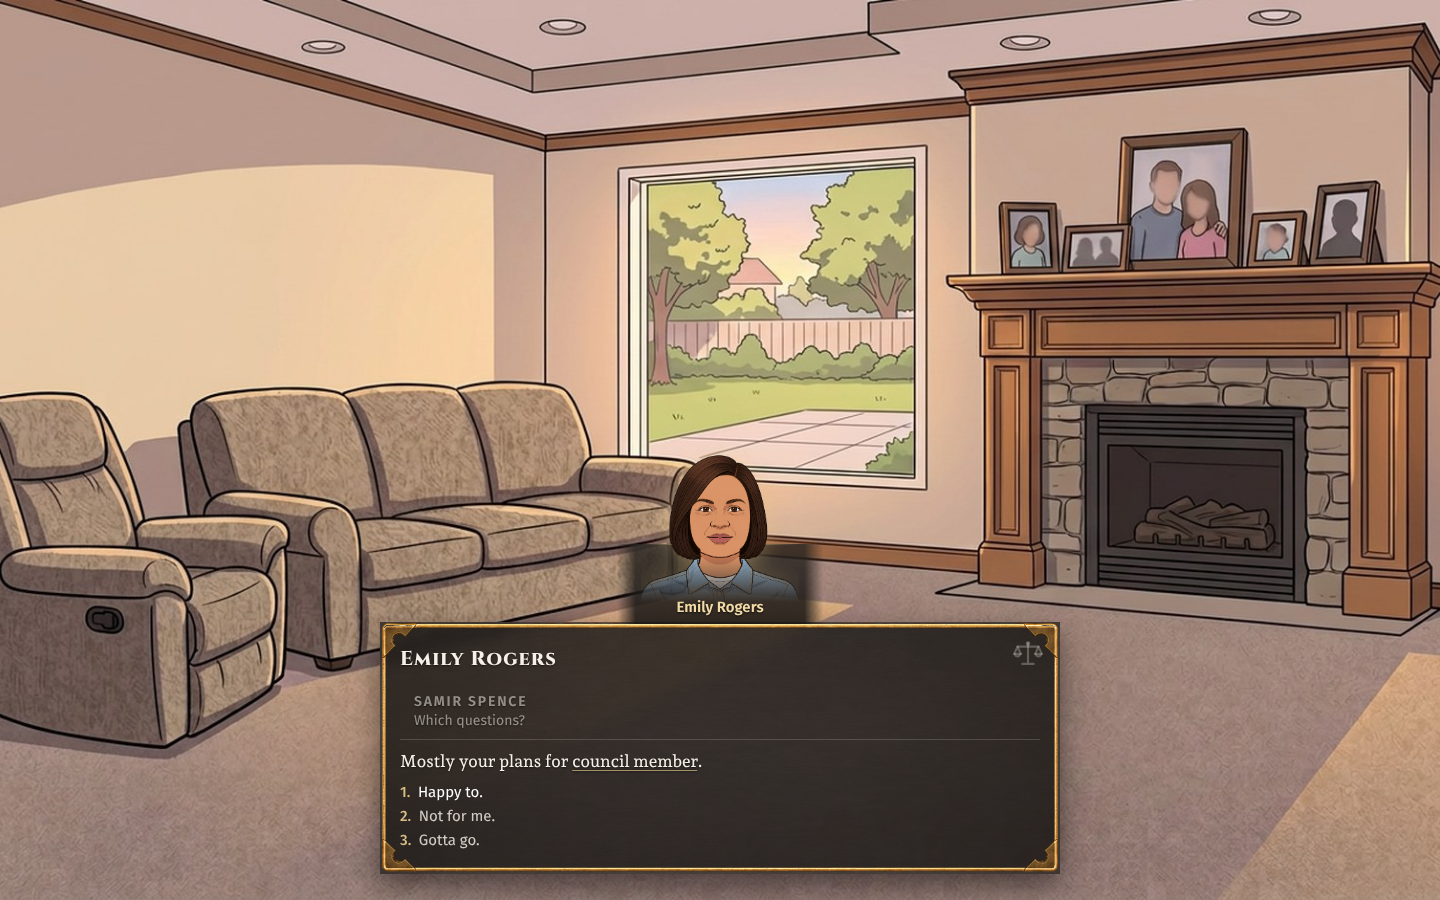 Emily Rogers
Emily Rogers
SAMIR SPENCE
Which questions?
Mostly your plans for council member.
1. Happy to.
2. Not for me.
3. Gotta go.